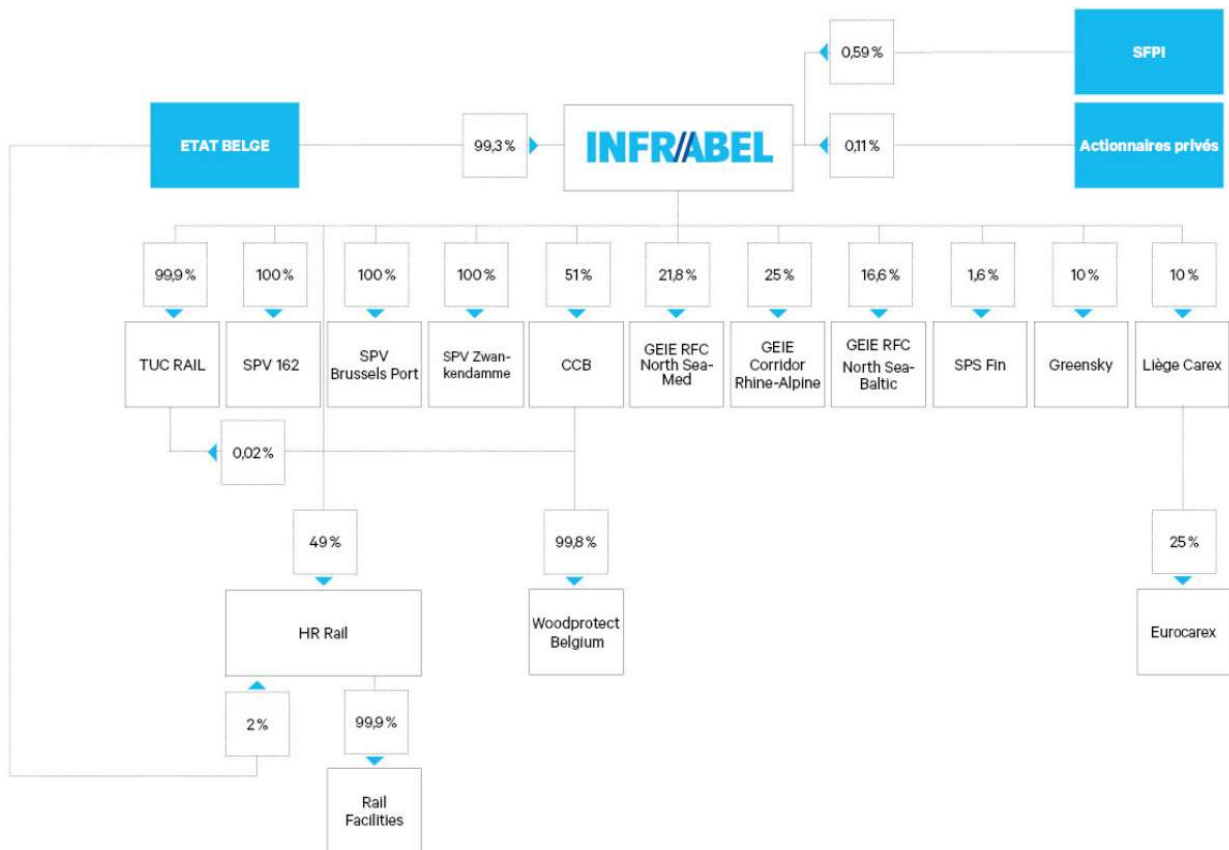 0,59 %
SFPI
ETAT BELGE
99,3 %
INFRABEL
0,11 %
Actionnaires privés
99,9 %
100 %
100 %
100 %
51 %
21,8 %
25 %
16,6 %
1,6 %
10 %
10 %
TUC RAIL
SPV 162
SPV
Brussels Port
SPV Zwan-
kendamme
CCB
GEIE RFC
North Sea-
Med
GEIE
Corridor
Rhine-Alpine
GEIE RFC
North Sea-
Baltic
SPS Fin
Greensky
Liège Carex
0,02 %
49 %
99,8 %
25 %
HR Rail
Woodprotect
Belgium
Eurocarex
2 %
99,9 %
Rail
Facilities